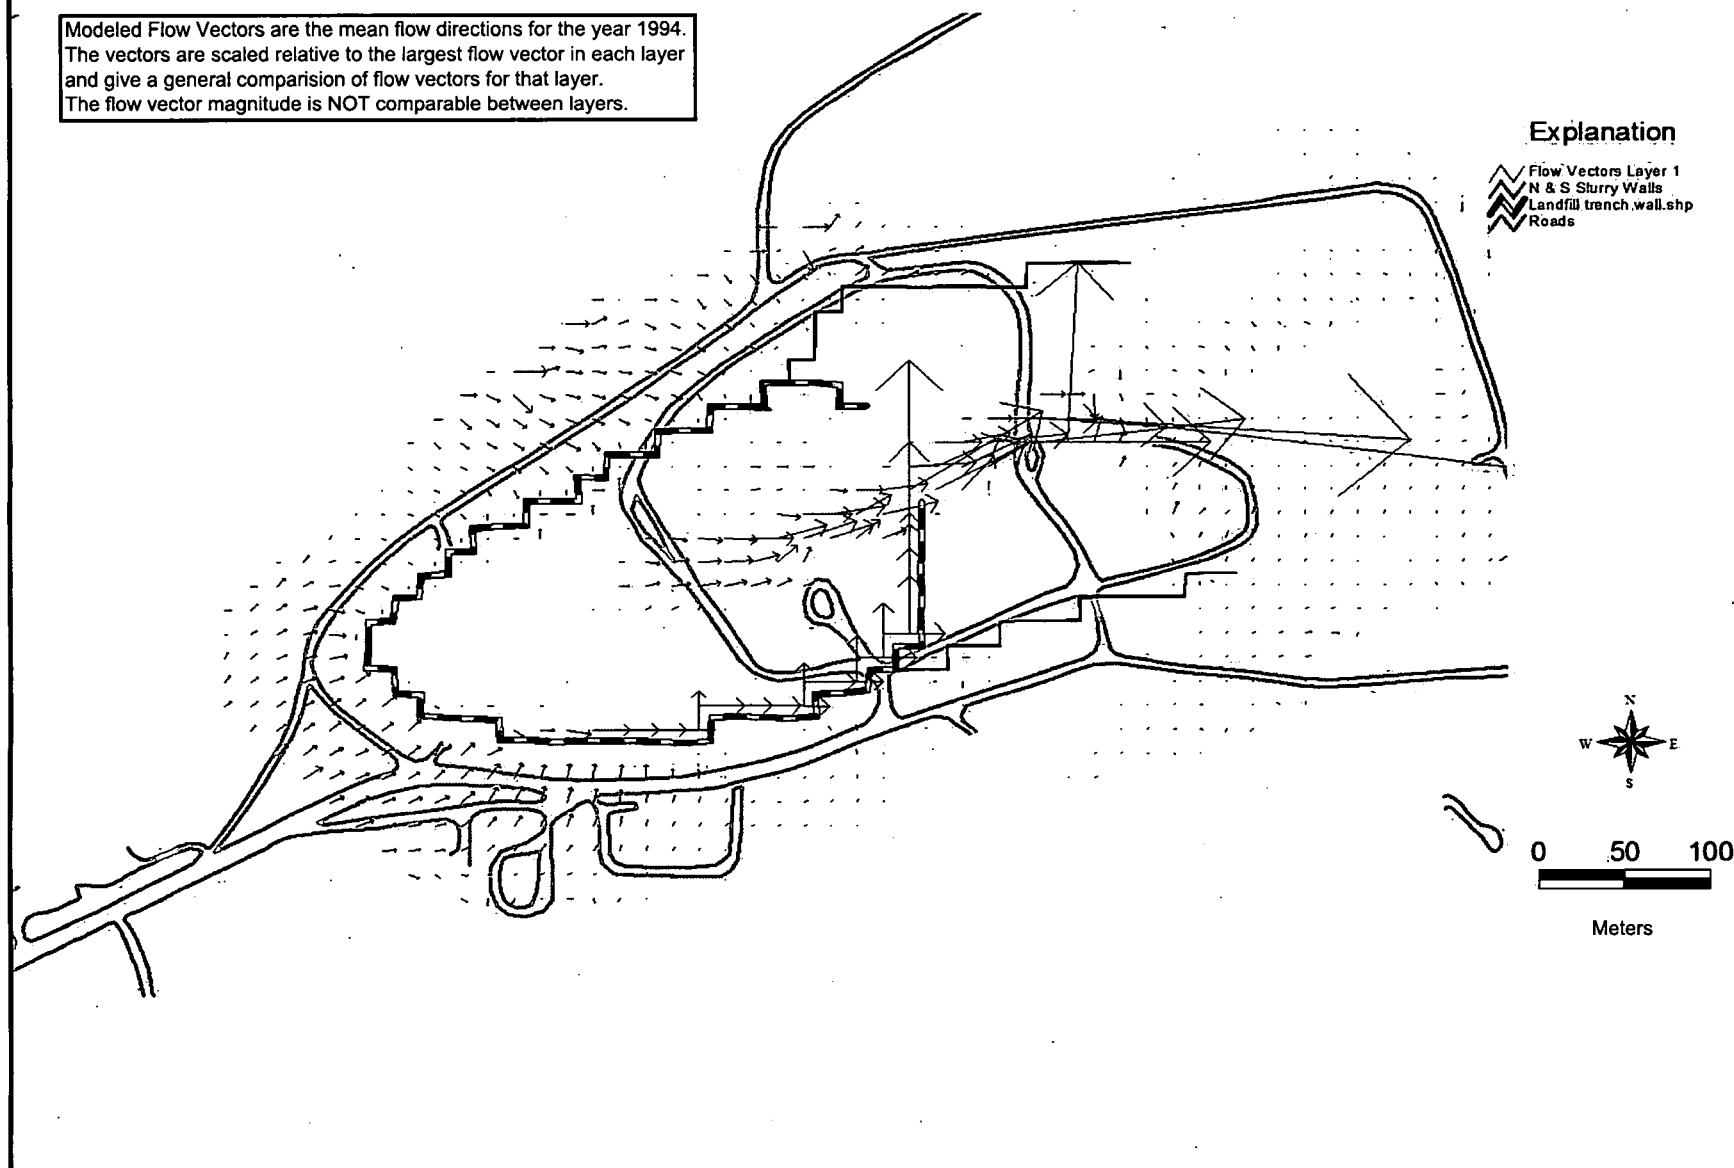 Modeled Flow Vectors are the mean flow directions for the year 1994.
The vectors are scaled relative to the largest flow vector in each layer
and give a general comparision of flow vectors for that layer.
The flow vector magnitude is NOT comparable between layers.
Explanation
Flow Vectors Layer 1
N & S Slurry Walls
Landfill trench wall.shp
Roads
N
W E
S
0 50 100
Meters